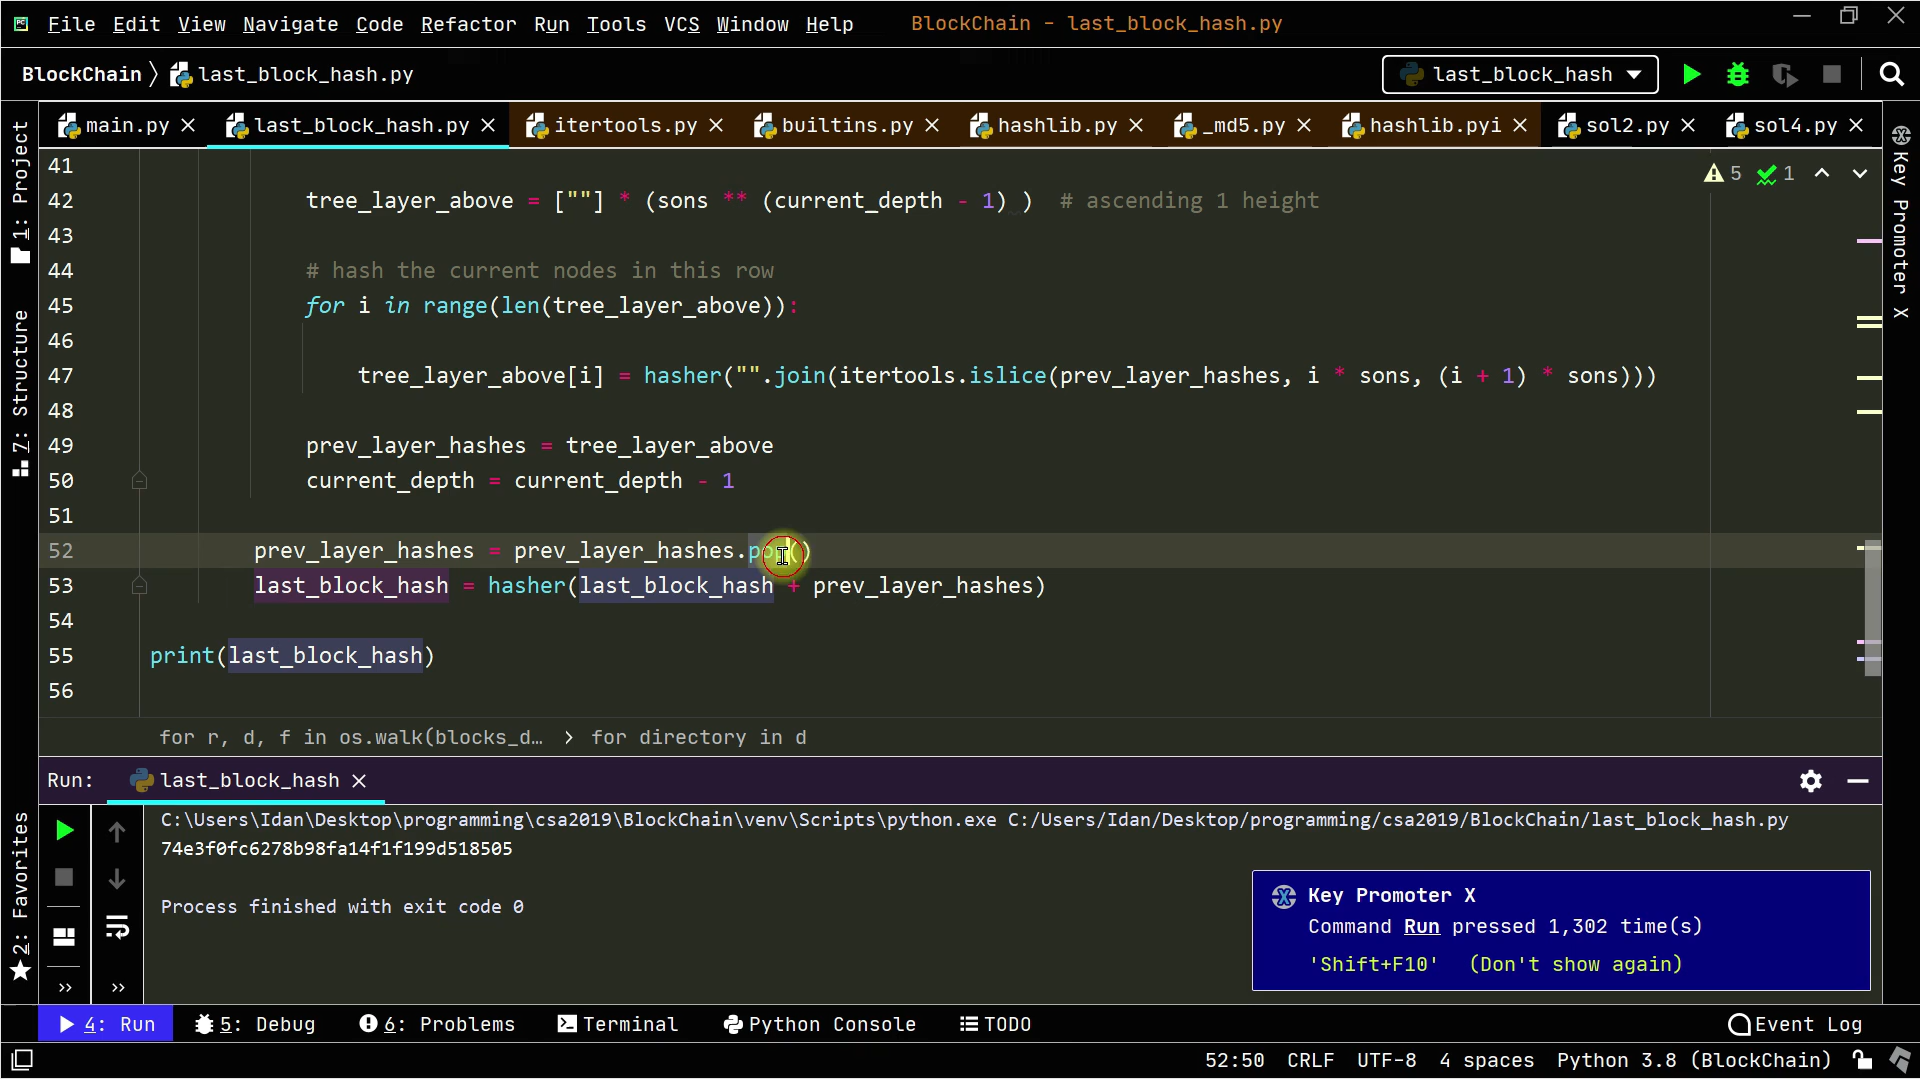 File Edit View Navigate Code Refactor Run Tools VCS Window Help BlockChain - last_block_hash.py
BlockChain last_block_hash.py last_block_hash
main.py last_block_hash.py itertools.py builtins.py hashlib.py _md5.py hashlib.pyi sol2.py sol4.py
1: Project
7: Structure
2: Favorites
Key Promoter X
5 1
41
42 tree_layer_above = [""] * (sons ** (current_depth - 1) ) # ascending 1 height
43
44 # hash the current nodes in this row
45 for i in range(len(tree_layer_above)):
46
47 tree_layer_above[i] = hasher("".join(itertools.islice(prev_layer_hashes, i * sons, (i + 1) * sons)))
48
49 prev_layer_hashes = tree_layer_above
50 current_depth = current_depth - 1
51
52 prev_layer_hashes = prev_layer_hashes.pop()
53 last_block_hash = hasher(last_block_hash + prev_layer_hashes)
54
55 print(last_block_hash)
56
for r, d, f in os.walk(blocks_d… › for directory in d
Run: last_block_hash
C:\Users\Idan\Desktop\programming\csa2019\BlockChain\venv\Scripts\python.exe C:/Users/Idan/Desktop/programming/csa2019/BlockChain/last_block_hash.py
74e3f0fc6278b98fa14f1f199d518505
Process finished with exit code 0
Key Promoter X
Command Run pressed 1,302 time(s)
'Shift+F10' (Don't show again)
4: Run 5: Debug 6: Problems Terminal Python Console TODO Event Log
52:50 CRLF UTF-8 4 spaces Python 3.8 (BlockChain)